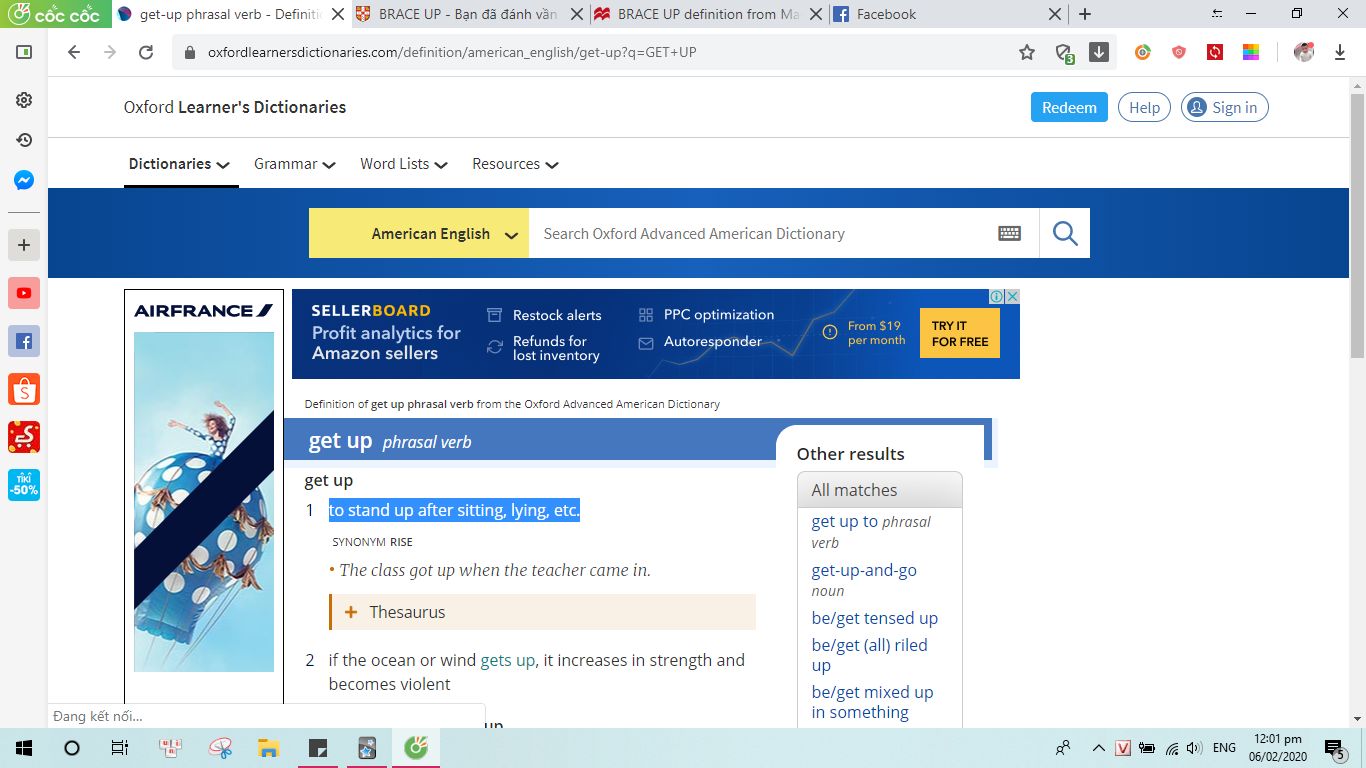 cốc cốc
get-up phrasal verb - Definiti
BRACE UP - Bạn đã đánh vần
BRACE UP definition from Ma
Facebook
oxfordlearnersdictionaries.com/definition/american_english/get-up?q=GET+UP
3
Oxford Learner's Dictionaries
Redeem
Help
Sign in
Dictionaries
Grammar
Word Lists
Resources
American English
Search Oxford Advanced American Dictionary
AIRFRANCE
SELLERBOARD
Profit analytics for
Amazon sellers
Restock alerts
Refunds for
lost inventory
PPC optimization
Autoresponder
From $19
per month
TRY IT
FOR FREE
TIKI
-50%
Definition of get up phrasal verb from the Oxford Advanced American Dictionary
get up phrasal verb
get up
1 to stand up after sitting, lying, etc.
SYNONYM RISE
• The class got up when the teacher came in.
+ Thesaurus
2 if the ocean or wind gets up, it increases in strength and
becomes violent
Other results
All matches
get up to phrasal
verb
get-up-and-go
noun
be/get tensed up
be/get (all) riled
up
be/get mixed up
in something
Đang kết nối...
ENG
12:01 pm
06/02/2020
5